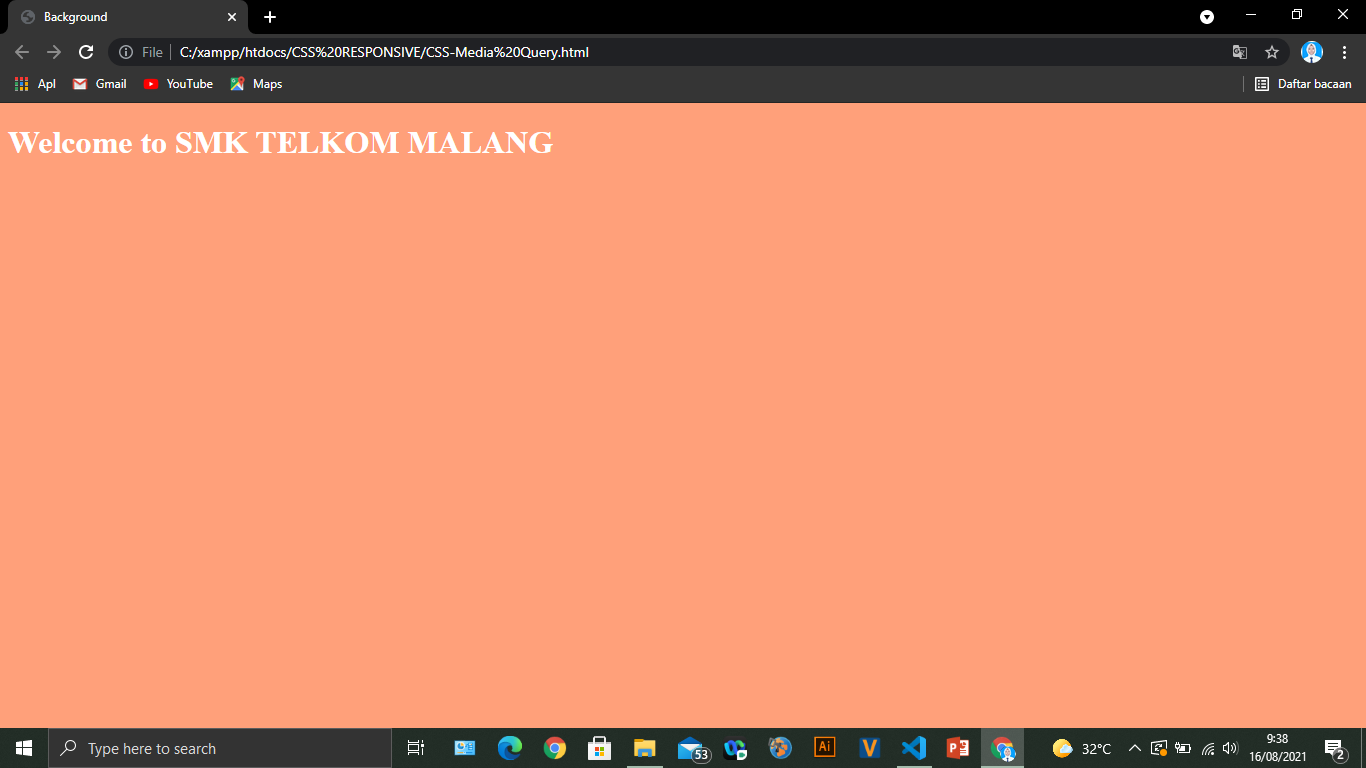 Background
File
C:/xampp/htdocs/CSS%20RESPONSIVE/CSS-Media%20Query.html
Apl Gmail YouTube Maps Daftar bacaan
Welcome to SMK TELKOM MALANG
Type here to search
53
Ai
32°C
9:38
16/08/2021
2